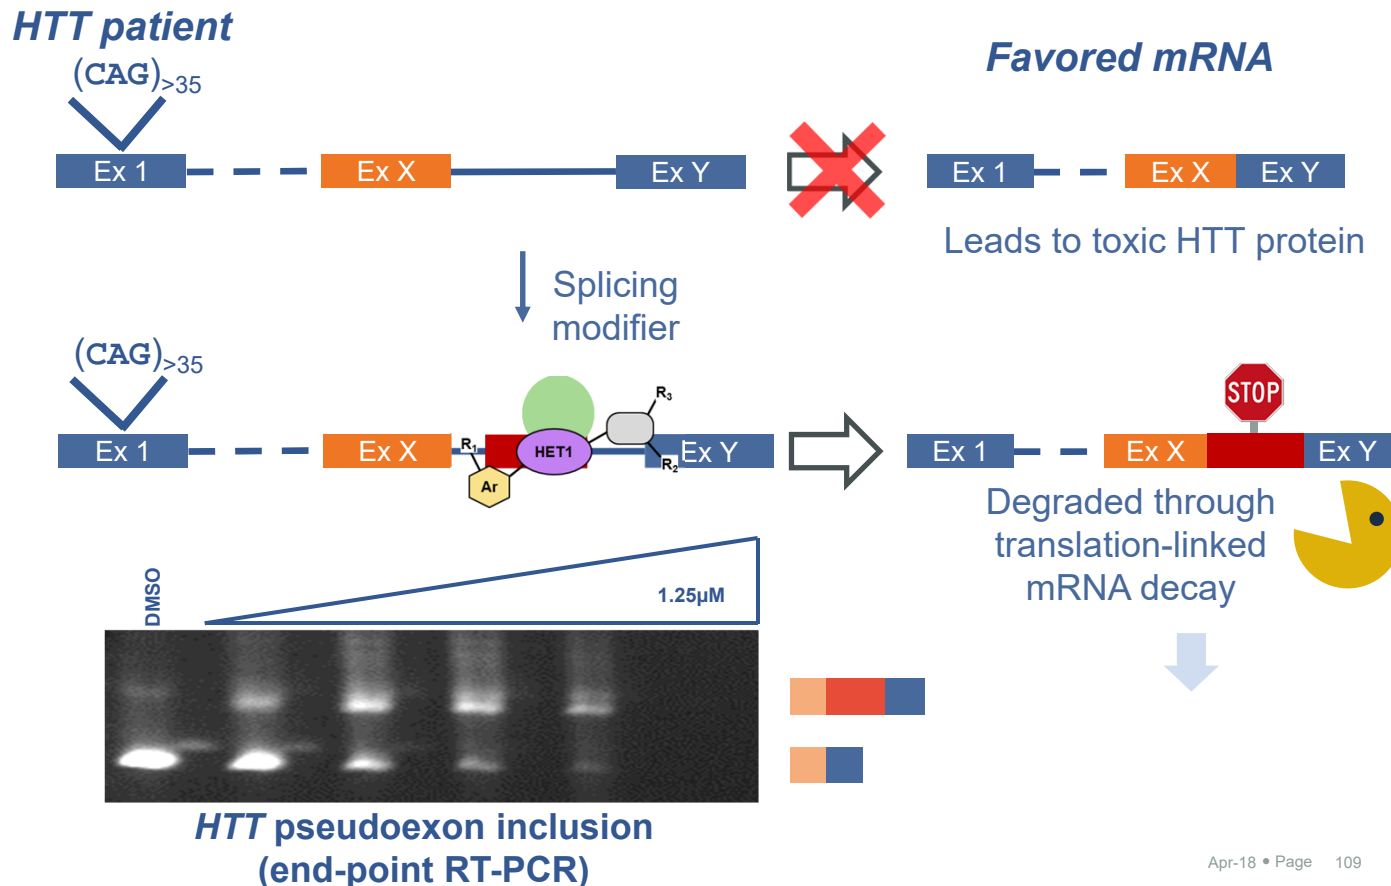 HTT patient
(CAG)>35
Favored mRNA
Ex 1
Ex X
Ex Y
Ex 1
Ex X
Ex Y
Leads to toxic HTT protein
Splicing
modifier
(CAG)>35
STOP
Ex 1
Ex X
R1
Ar
HET1
R3
R2
Ex Y
Ex 1
Ex X
Ex Y
Degraded through
translation-linked
mRNA decay
DMSO
1.25µM
HTT pseudoexon inclusion
(end-point RT-PCR)
Apr-18 • Page 109